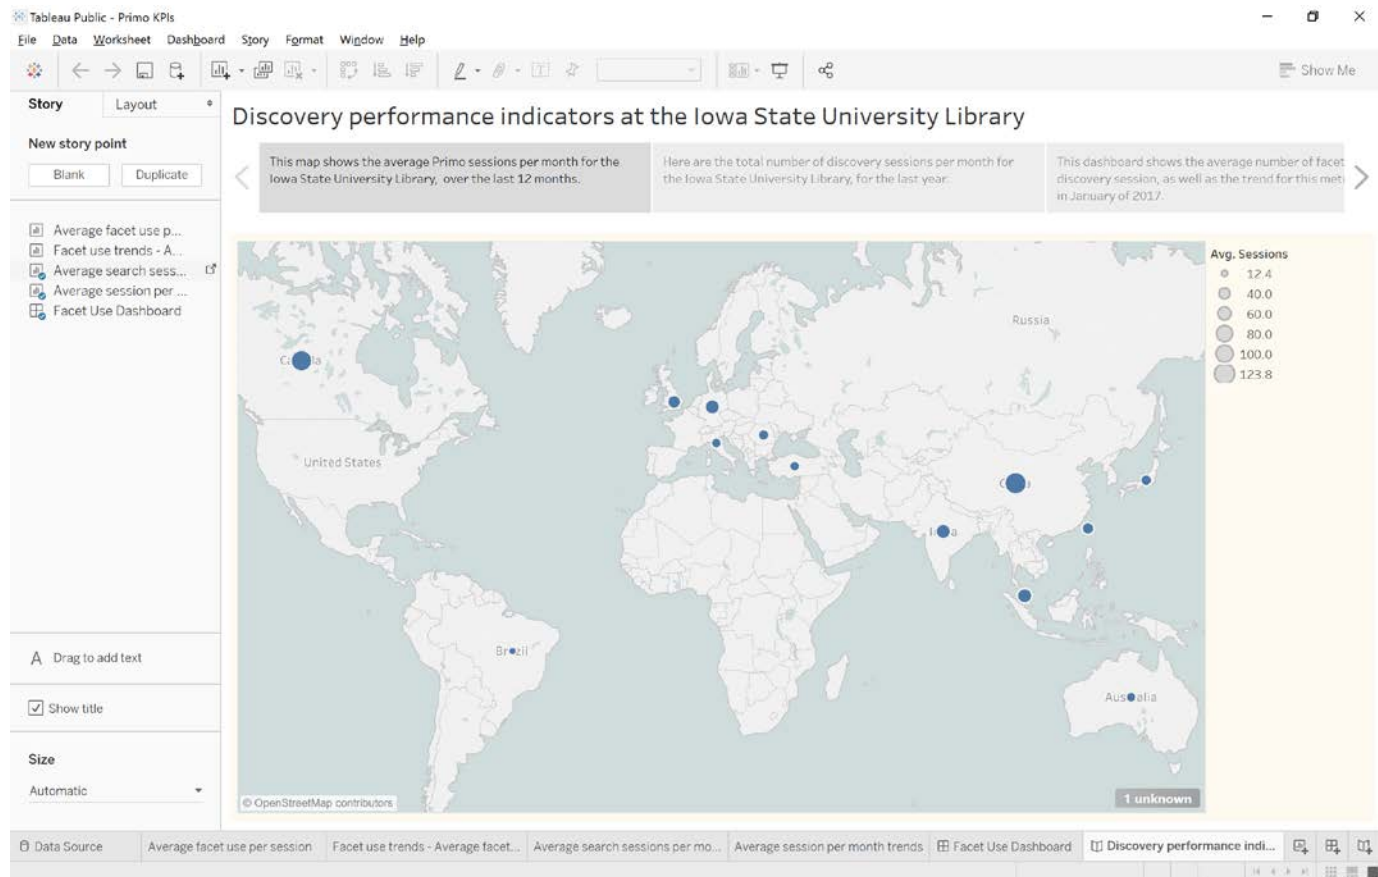 Tableau Public - Primo KPIs
File Data Worksheet Dashboard Story Format Window Help
Show Me
Story Layout
New story point
Blank Duplicate
Average facet use p...
Facet use trends - A...
Average search sess...
Average session per ...
Facet Use Dashboard
A Drag to add text
Show title
Size
Automatic
Discovery performance indicators at the Iowa State University Library
This map shows the average Primo sessions per month for the
Iowa State University Library, over the last 12 months.
Here are the total number of discovery sessions per month for
the Iowa State University Library, for the last year.
This dashboard shows the average number of facet
discovery session, as well as the trend for this met
in January of 2017.
Russia
United States
Brazil
Australia
Avg. Sessions
12.4
40.0
60.0
80.0
100.0
123.8
© OpenStreetMap contributors
1 unknown
Data Source Average facet use per session Facet use trends - Average facet... Average search sessions per mo... Average session per month trends Facet Use Dashboard Discovery performance indi...